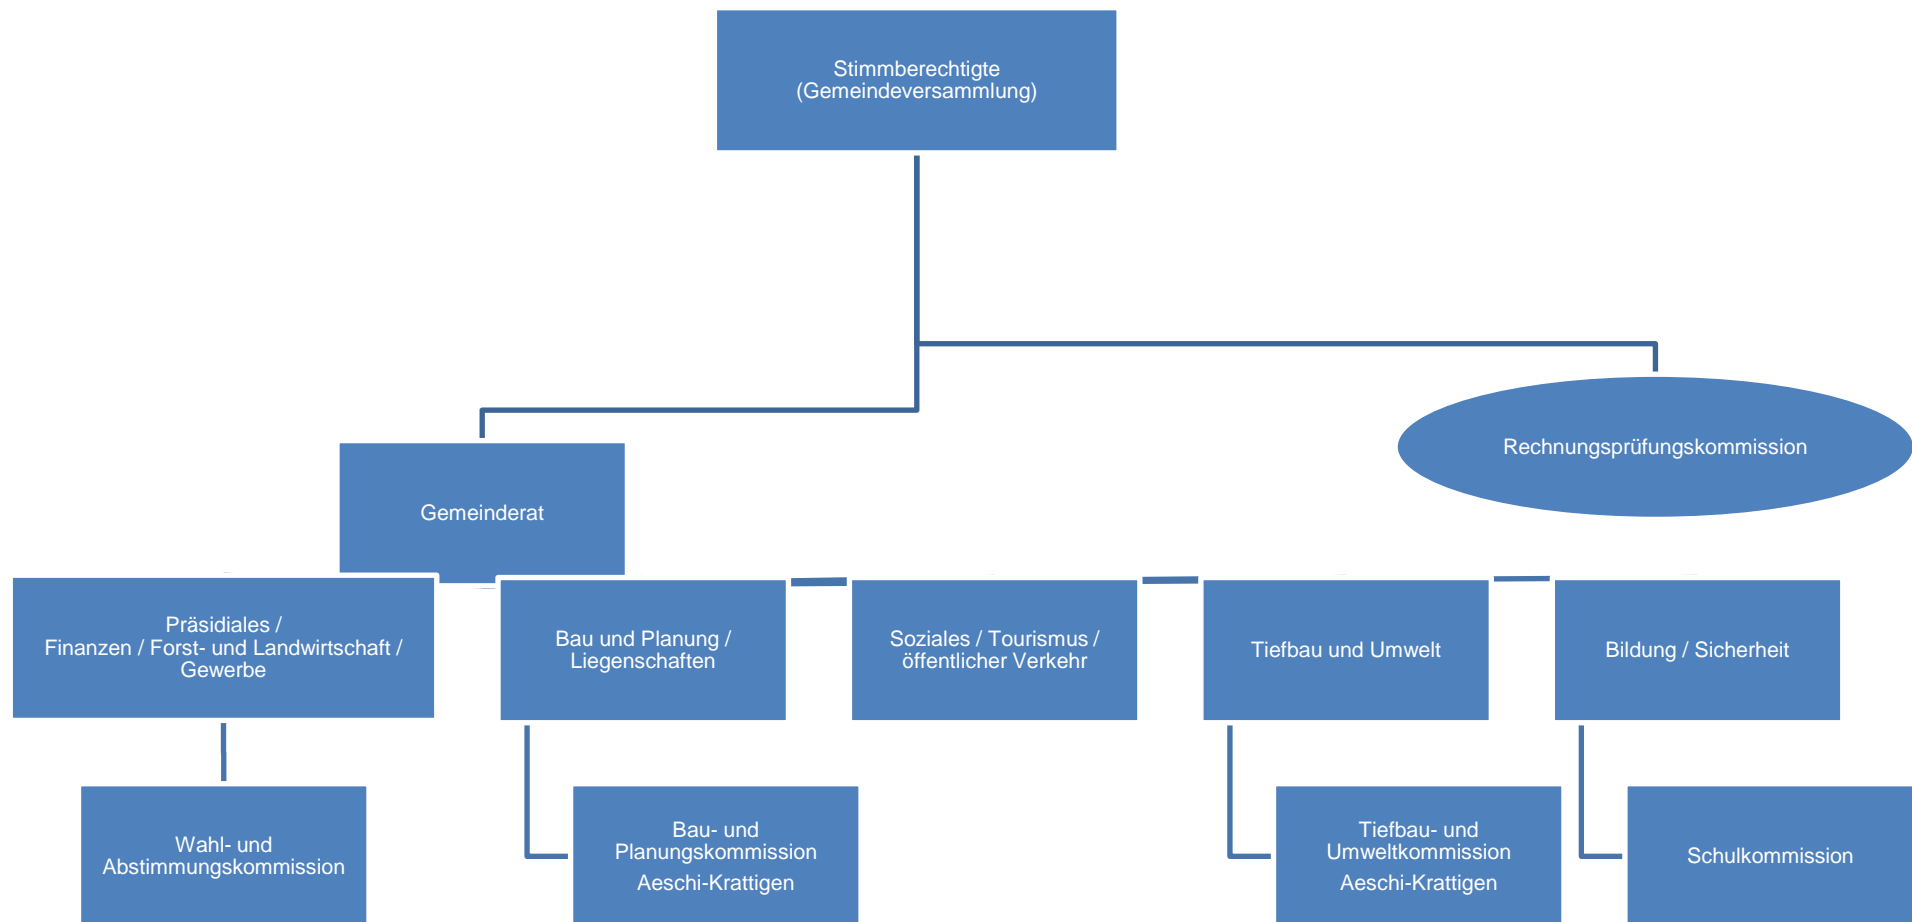 Stimmberechtigte
(Gemeindeversammlung)
Rechnungsprüfungskommission
Gemeinderat
Präsidiales /
Finanzen / Forst- und Landwirtschaft /
Gewerbe
Bau und Planung /
Liegenschaften
Soziales / Tourismus /
öffentlicher Verkehr
Tiefbau und Umwelt
Bildung / Sicherheit
Wahl- und
Abstimmungskommission
Bau- und
Planungskommission
Aeschi-Krattigen
Tiefbau- und
Umweltkommission
Aeschi-Krattigen
Schulkommission